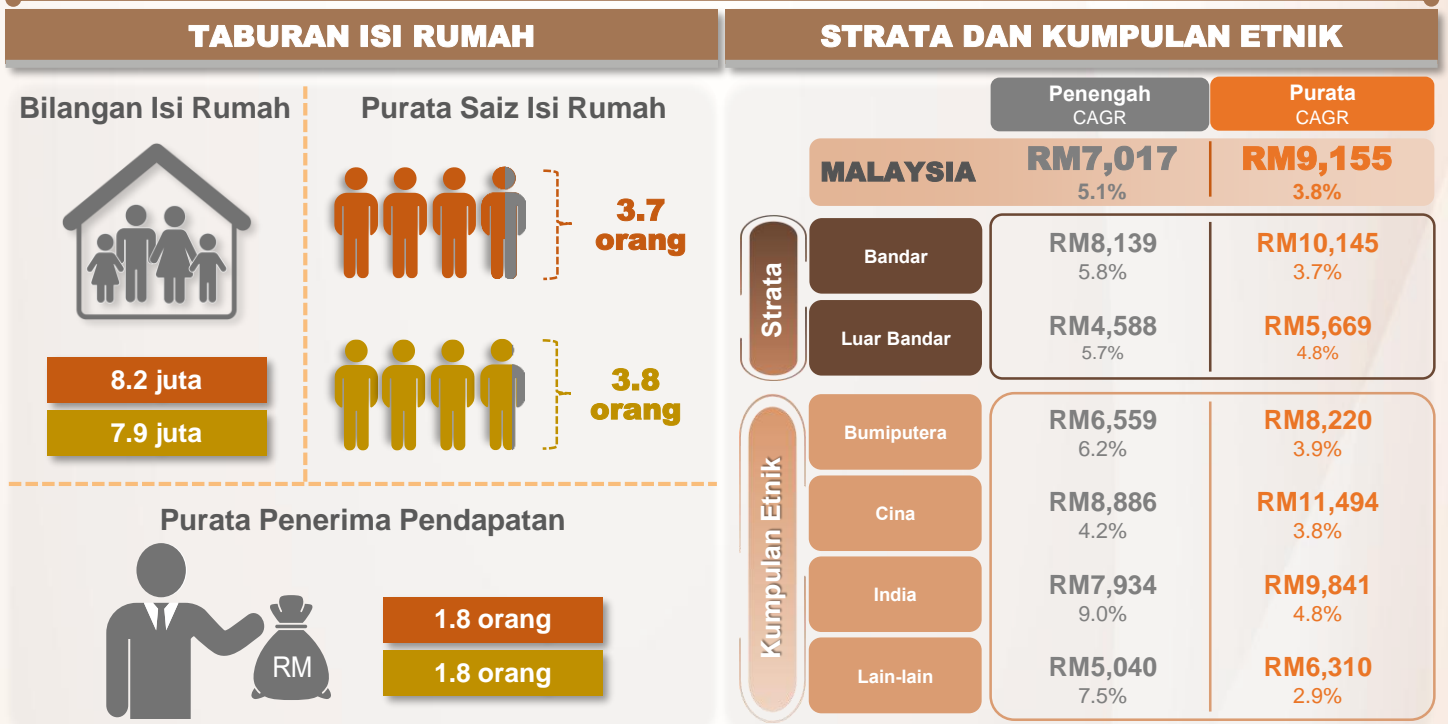 TABURAN ISI RUMAH
Bilangan Isi Rumah
8.2 juta
7.9 juta
Purata Saiz Isi Rumah
3.7
orang
3.8
orang
Purata Penerima Pendapatan
RM
1.8 orang
1.8 orang
STRATA DAN KUMPULAN ETNIK
Penengah
CAGR
Purata
CAGR
MALAYSIA
RM7,017
5.1%
RM9,155
3.8%
Strata
Bandar
RM8,139
5.8%
RM10,145
3.7%
Luar Bandar
RM4,588
5.7%
RM5,669
4.8%
Kumpulan Etnik
Bumiputera
RM6,559
6.2%
RM8,220
3.9%
Cina
RM8,886
4.2%
RM11,494
3.8%
India
RM7,934
9.0%
RM9,841
4.8%
Lain-lain
RM5,040
7.5%
RM6,310
2.9%